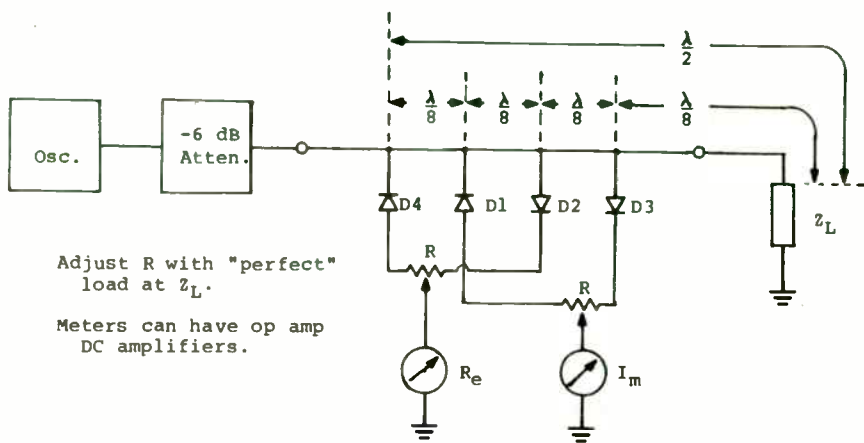 λ/2
λ/8 λ/8 λ/8 λ/8
Osc.
-6 dB
Atten.
D4 D1 D2 D3
Z_L
R
R
Adjust R with "perfect"
load at Z_L.
Meters can have op amp
DC amplifiers.
R_e
I_m